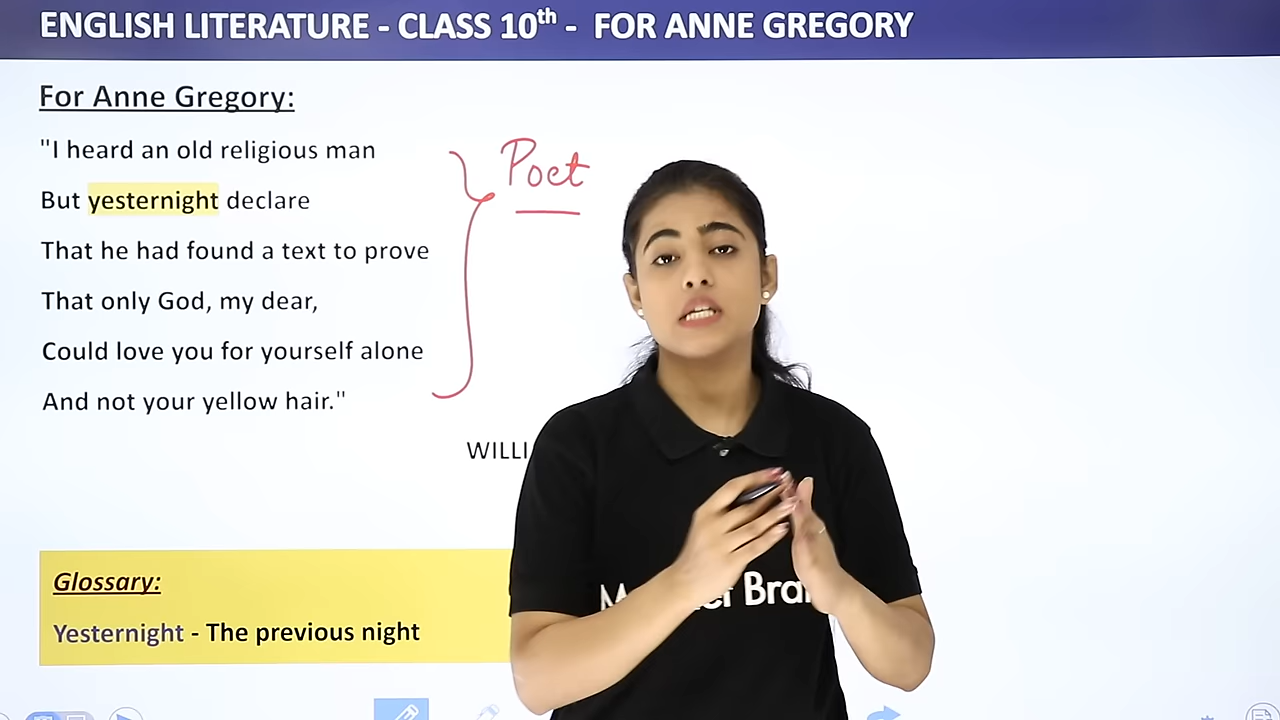 ENGLISH LITERATURE - CLASS 10th - FOR ANNE GREGORY
For Anne Gregory:
"I heard an old religious man
But yesternight declare
That he had found a text to prove
That only God, my dear,
Could love you for yourself alone
And not your yellow hair."
Poet
Glossary:
Yesternight - The previous night